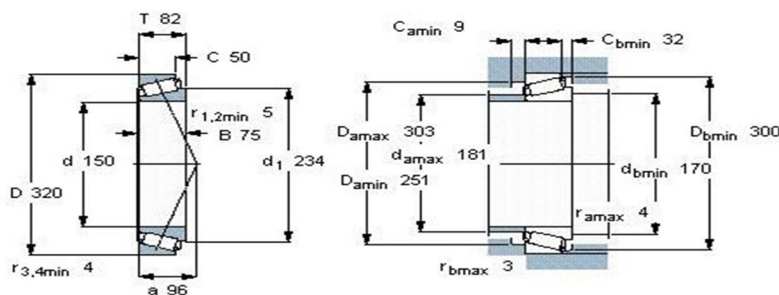 T 82
C 50
r1,2min 5
B 75
d 150
d1 234
D 320
r3,4min 4
a 96
Camin 9
Cbmin 32
Damax 303
damax 181
Damin 251
Dbmin 300
dbmin 170
ramax 4
rbmax 3